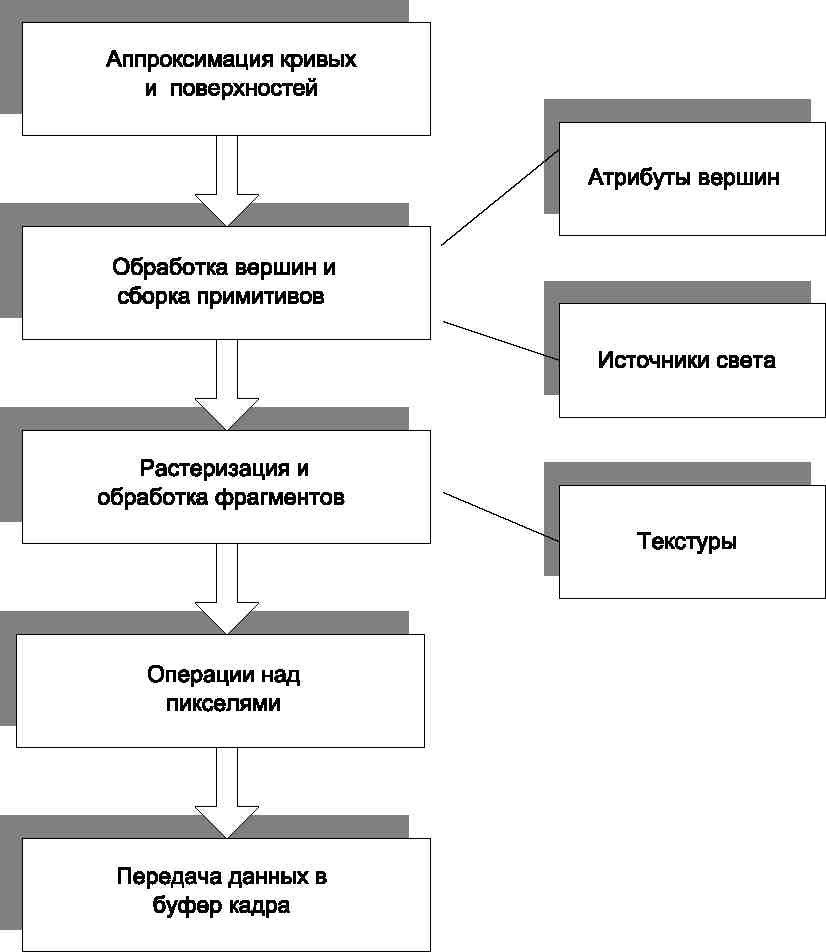 Аппроксимация кривых
и поверхностей
Атрибуты вершин
Обработка вершин и
сборка примитивов
Источники света
Растеризация и
обработка фрагментов
Текстуры
Операции над
пикселями
Передача данных в
буфер кадра